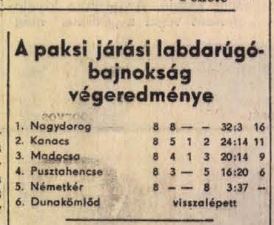 A paksi járási labdarúgó-
bajnokság
végeredménye
1. Nagydorog 8 8 — — 32:3 16
2. Kanacs 8 5 1 2 24:14 11
3. Madocsa 8 4 1 3 20:14 9
4. Pusztahencse 8 3 — 5 16:20 6
5. Németkér 8 — — 8 3:37 —
6. Dunakömlőd visszalépett